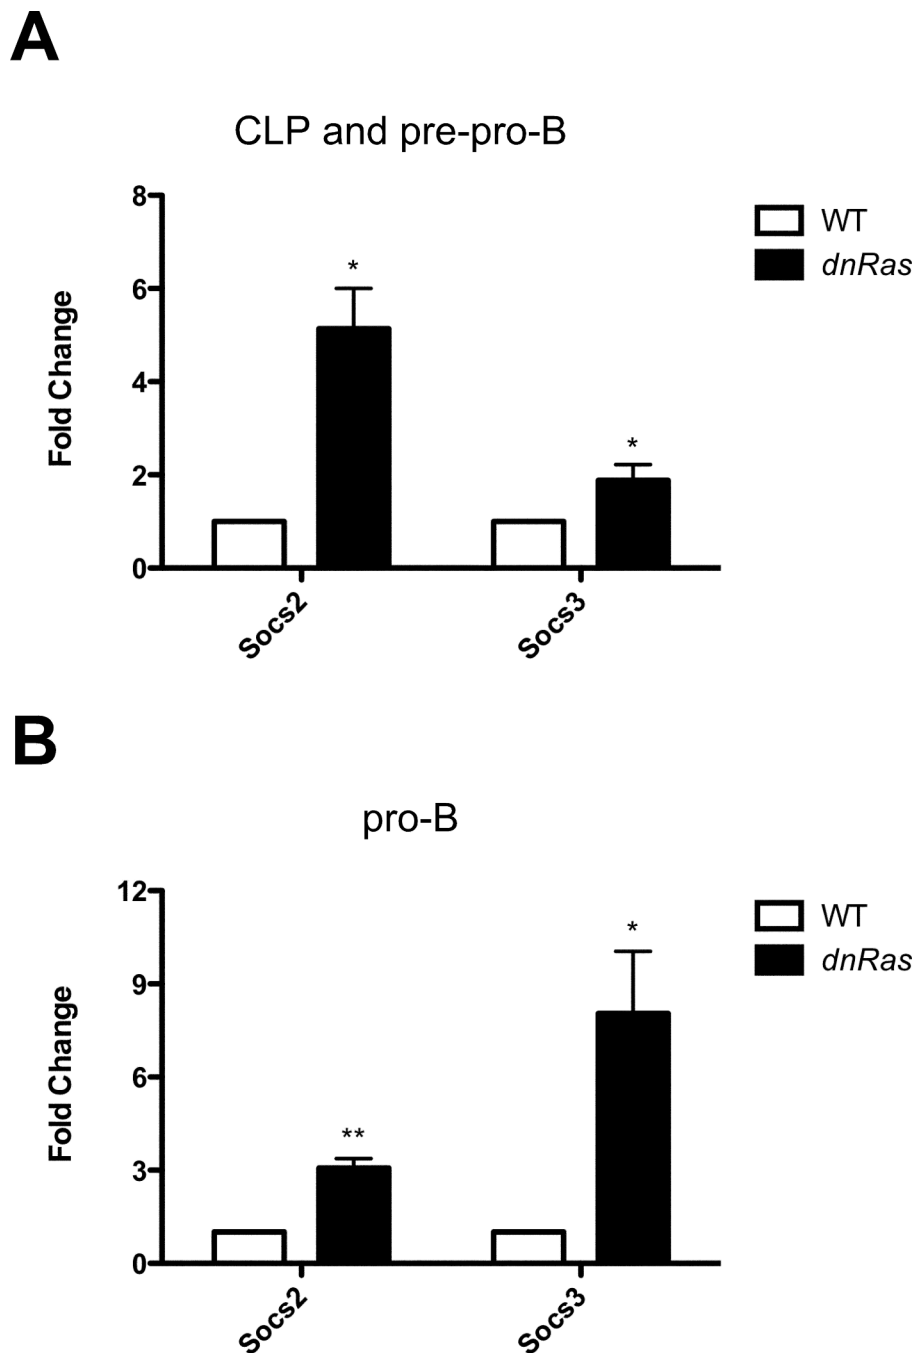 A
CLP and pre-pro-B
8
6
4
2
0
Fold Change
*
*
WT
dnRas
Socs2
Socs3
B
pro-B
12
9
6
3
0
Fold Change
**
*
WT
dnRas
Socs2
Socs3